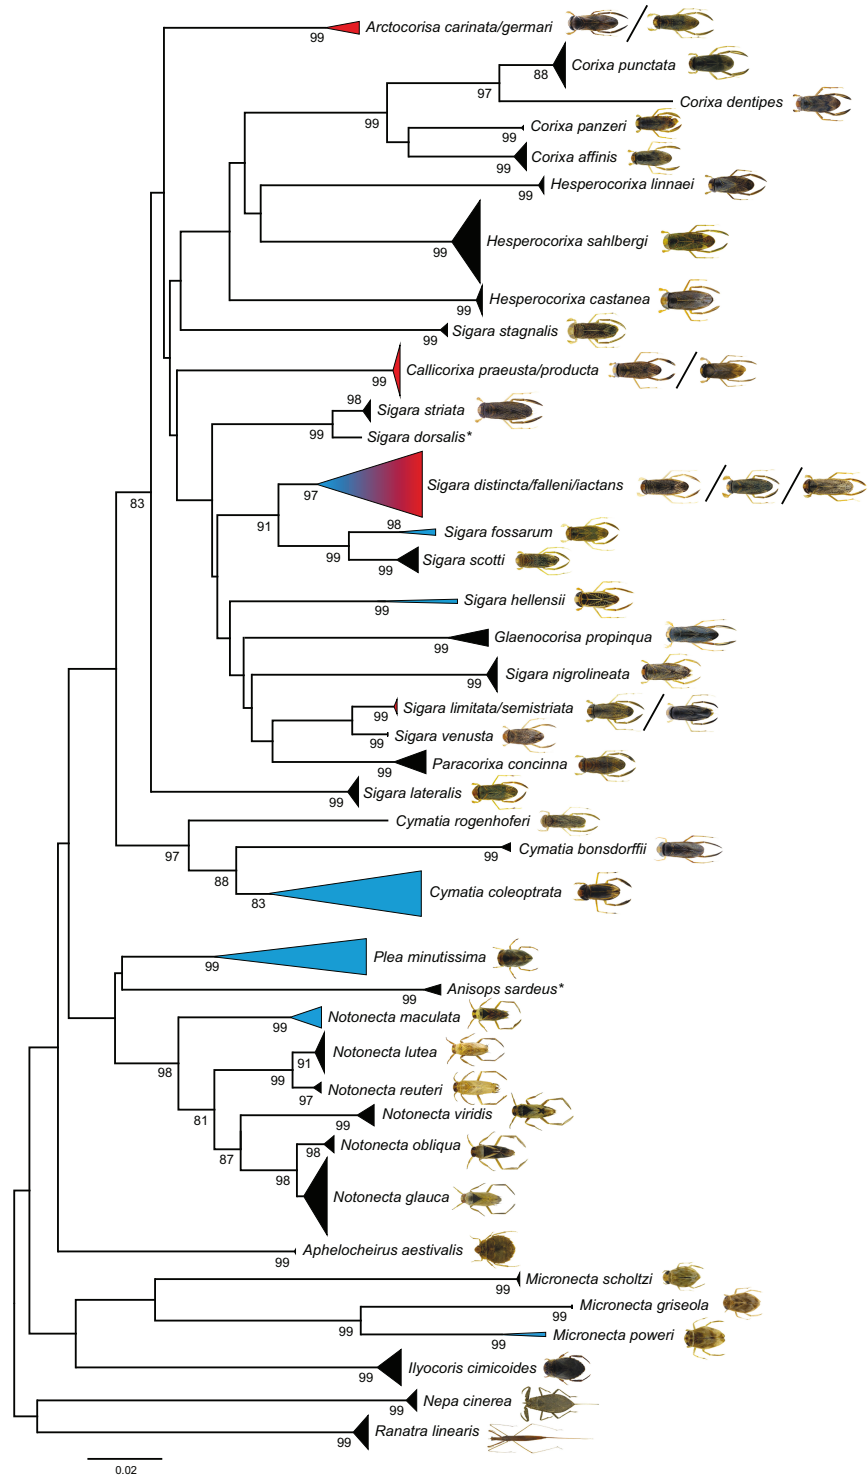 Arctocorisa carinata/germari
99
Corixa punctata
88
97
Corixa dentipes
99
Corixa panzeri
99
Corixa affinis
99
Hesperocorixa linnaei
99
Hesperocorixa sahlbergi
99
Hesperocorixa castanea
99
Sigara stagnalis
99
Callicorixa praeusta/producta
99
98
Sigara striata
99
Sigara dorsalis*
Sigara distincta/falleni/iactans
97
83
91
98
Sigara fossarum
99
Sigara scotti
99
Sigara hellensii
99
Glaenocorisa propinqua
99
Sigara nigrolineata
99
Sigara limitata/semistriata
99
Sigara venusta
99
Paracorixa concinna
99
Sigara lateralis
99
Cymatia rogenhoferi
97
Cymatia bonsdorffii
99
88
Cymatia coleoptrata
83
Plea minutissima
99
Anisops sardeus*
99
Notonecta maculata
99
98
Notonecta lutea
91
99
Notonecta reuteri
97
81
Notonecta viridis
99
87
Notonecta obliqua
98
98
Notonecta glauca
Aphelocheirus aestivalis
99
Micronecta scholtzi
99
Micronecta griseola
99
99
Micronecta poweri
99
Ilyocoris cimicoides
99
Nepa cinerea
99
Ranatra linearis
99
0.02